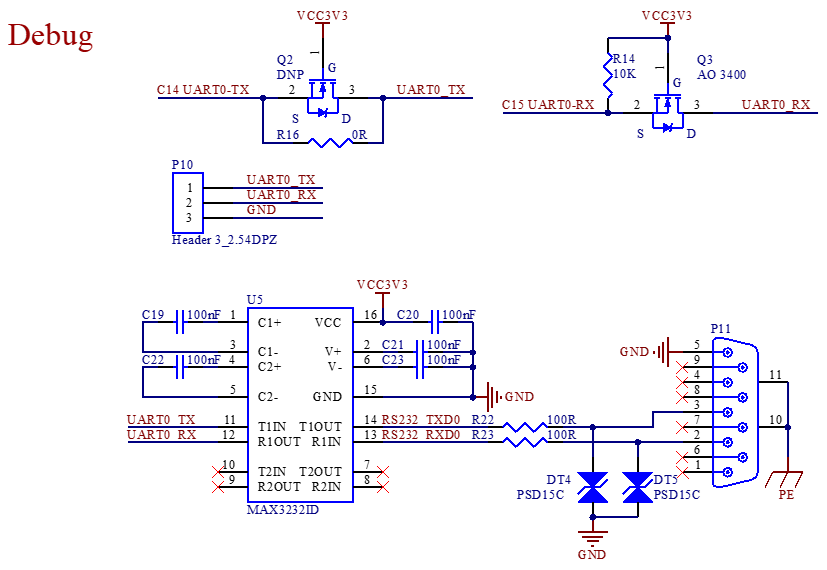 Debug
VCC3V3
Q2
DNP
1
G
C14 UART0-TX
2
3
UART0_TX
S
D
R16
0R
VCC3V3
R14
10K
1
G
Q3
AO 3400
C15 UART0-RX
2
3
UART0_RX
S
D
P10
1
UART0_TX
2
UART0_RX
3
GND
Header 3_2.54DPZ
U5
VCC3V3
C19
100nF
1
C1+
VCC
16
C20
100nF
3
C1-
V+
2
C21
100nF
C22
100nF
4
C2+
V-
6
C23
100nF
5
C2-
GND
15
GND
UART0_TX
11
T1IN
T1OUT
14
RS232_TXD0
R22
100R
UART0_RX
12
R1OUT
R1IN
13
RS232_RXD0
R23
100R
10
T2IN
T2OUT
7
9
R2OUT
R2IN
8
MAX3232ID
DT4
PSD15C
DT5
PSD15C
GND
P11
GND
5
9
4
8
3
7
2
6
1
11
10
PE